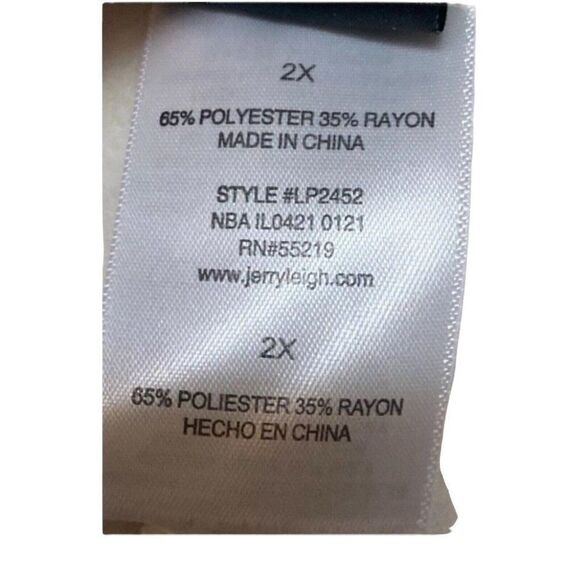 2X
65% POLYESTER 35% RAYON
MADE IN CHINA
STYLE #LP2452
NBA IL0421 0121
RN#55219
www.jerryleigh.com
2X
65% POLIESTER 35% RAYON
HECHO EN CHINA